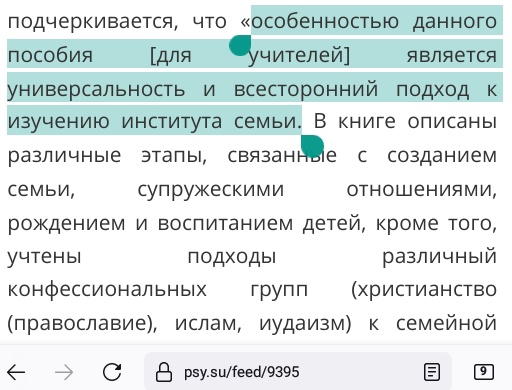 подчеркивается, что «особенностью данного
пособия [для учителей] является
универсальность и всесторонний подход к
изучению института семьи. В книге описаны
различные этапы, связанные с созданием
семьи, супружескими отношениями,
рождением и воспитанием детей, кроме того,
учтены подходы различный
конфессиональных групп (христианство
(православие), ислам, иудаизм) к семейной
psy.su/feed/9395
9